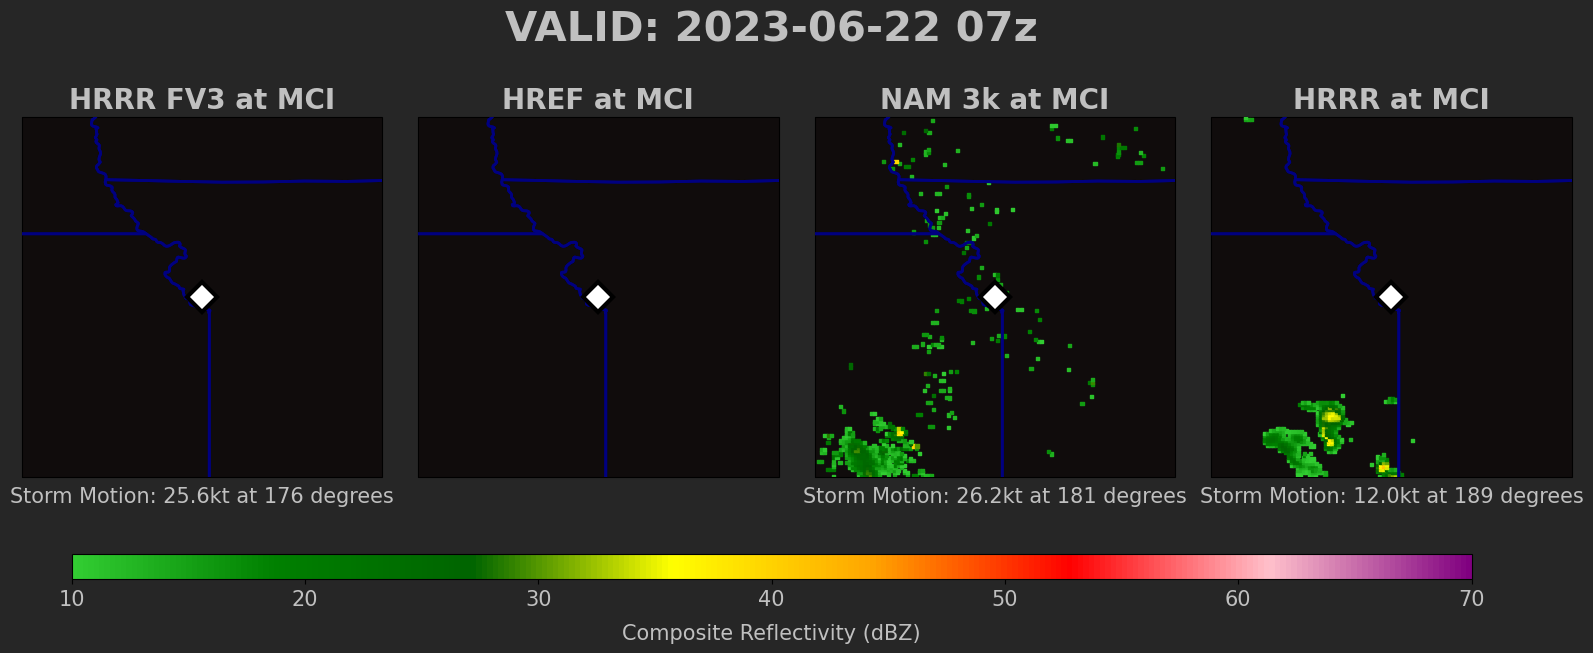 VALID: 2023-06-22 07z
HRRR FV3 at MCI
HREF at MCI
NAM 3k at MCI
HRRR at MCI
Storm Motion: 25.6kt at 176 degrees
Storm Motion: 26.2kt at 181 degrees
Storm Motion: 12.0kt at 189 degrees
10 20 30 40 50 60 70
Composite Reflectivity (dBZ)